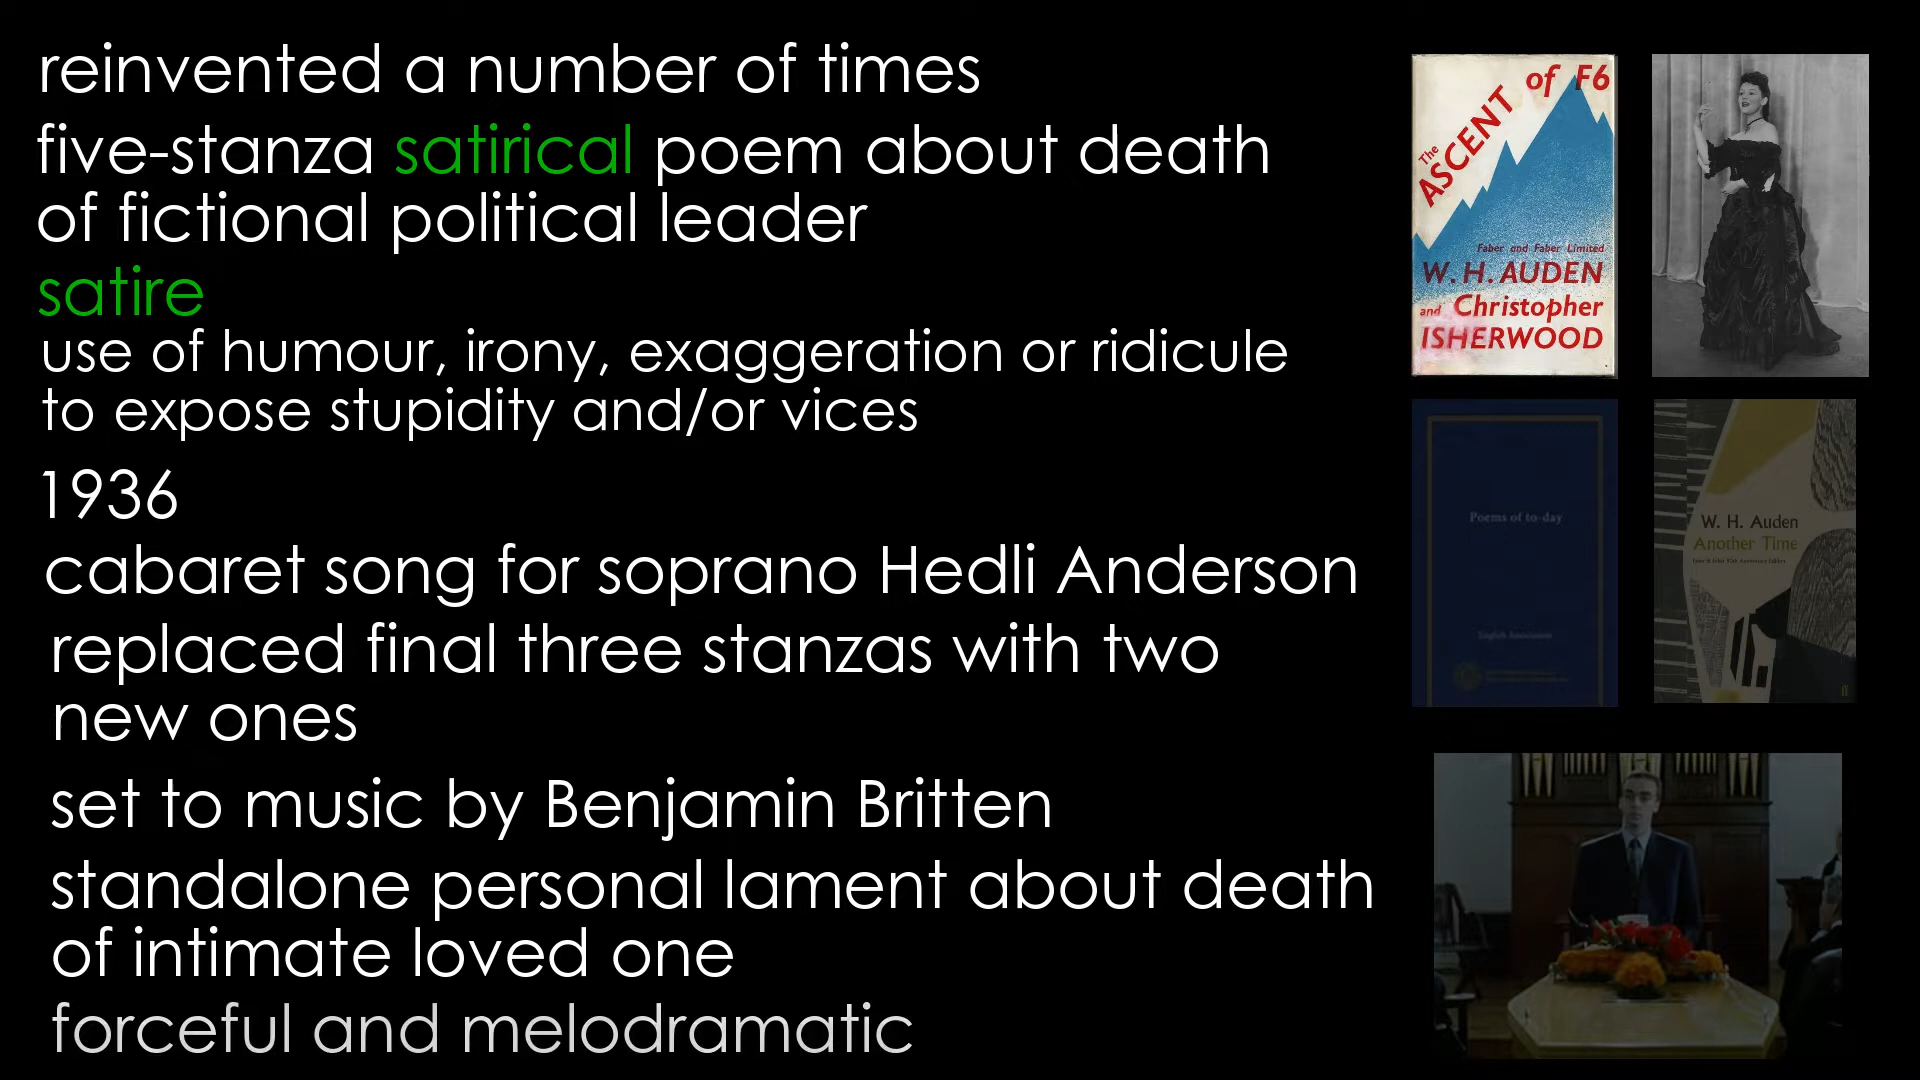 reinvented a number of times
five-stanza satirical poem about death
of fictional political leader
satire
use of humour, irony, exaggeration or ridicule
to expose stupidity and/or vices
1936
cabaret song for soprano Hedli Anderson
replaced final three stanzas with two
new ones
set to music by Benjamin Britten
standalone personal lament about death
of intimate loved one
forceful and melodramatic
The
ASCENT
of F6
Faber and Faber Limited
W. H. AUDEN
and Christopher
ISHERWOOD
Poems of to-day
English Association
W. H. Auden
Another Time